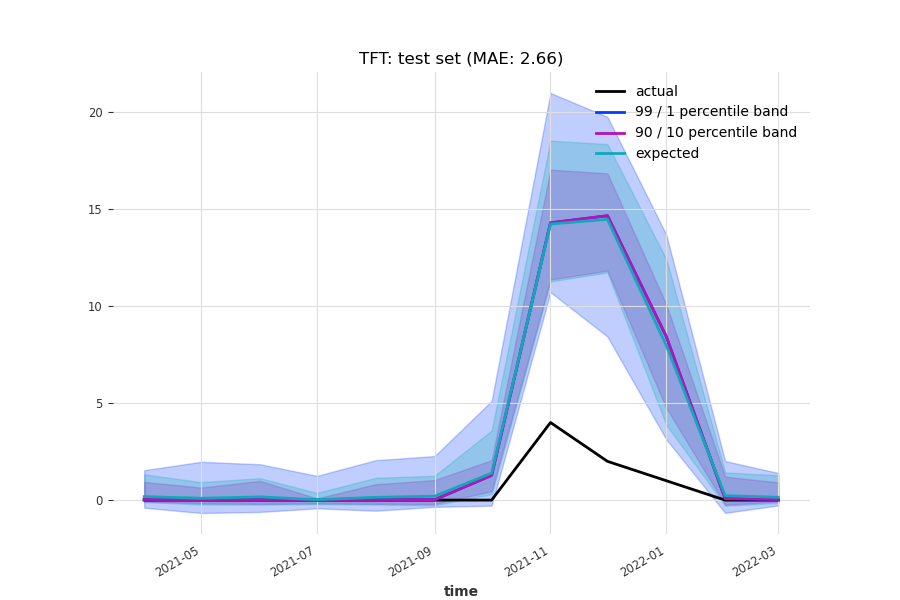 TFT: test set (MAE: 2.66)
actual
99 / 1 percentile band
90 / 10 percentile band
expected
20
15
10
5
0
2021-05
2021-07
2021-09
2021-11
2022-01
2022-03
time